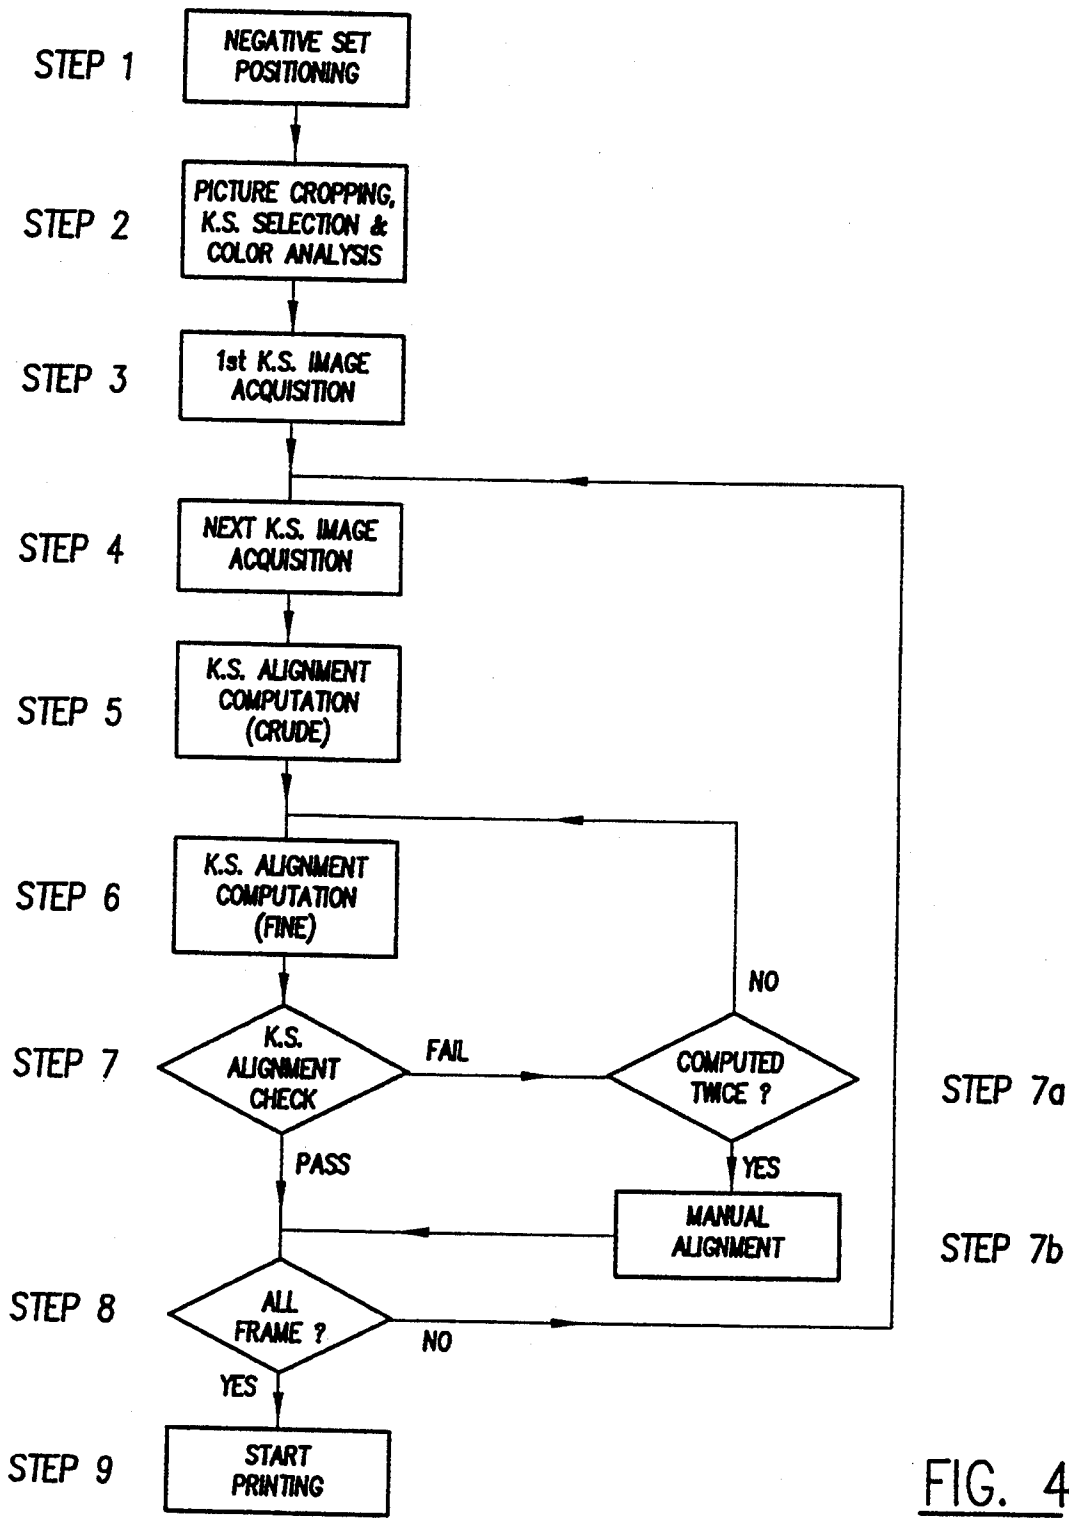 STEP 1
NEGATIVE SET
POSITIONING
STEP 2
PICTURE CROPPING,
K.S. SELECTION &
COLOR ANALYSIS
STEP 3
1st K.S. IMAGE
ACQUISITION
STEP 4
NEXT K.S. IMAGE
ACQUISITION
STEP 5
K.S. ALIGNMENT
COMPUTATION
(CRUDE)
STEP 6
K.S. ALIGNMENT
COMPUTATION
(FINE)
NO
STEP 7
K.S.
ALIGNMENT
CHECK
FAIL
COMPUTED
TWICE ?
STEP 7a
PASS
YES
MANUAL
ALIGNMENT
STEP 7b
STEP 8
ALL
FRAME ?
NO
YES
STEP 9
START
PRINTING
FIG. 4